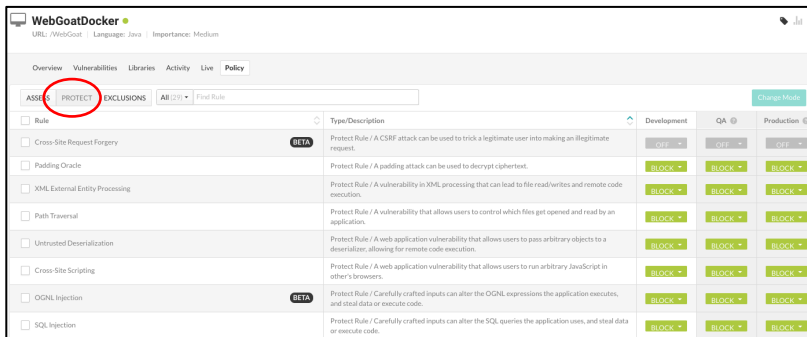 WebGoatDocker
URL: /WebGoat | Language: Java | Importance: Medium
Overview Vulnerabilities Libraries Activity Live Policy
ASSESS PROTECT EXCLUSIONS All (29) Find Rule Change Mode
Rule Type/Description Development QA Production
Cross-Site Request Forgery BETA Protect Rule / A CSRF attack can be used to trick a legitimate user into making an illegitimate
request. OFF OFF OFF
Padding Oracle Protect Rule / A padding attack can be used to decrypt ciphertext. BLOCK BLOCK BLOCK
XML External Entity Processing Protect Rule / A vulnerability in XML processing that can lead to file read/writes and remote code
execution. BLOCK BLOCK BLOCK
Path Traversal Protect Rule / A vulnerability that allows users to control which files get opened and read by an
application. BLOCK BLOCK BLOCK
Untrusted Deserialization Protect Rule / A web application vulnerability that allows users to pass arbitrary objects to a
deserializer, allowing for remote code execution. BLOCK BLOCK BLOCK
Cross-Site Scripting Protect Rule / A web application vulnerability that allows users to run arbitrary JavaScript in
other's browsers. BLOCK BLOCK BLOCK
OGNL Injection BETA Protect Rule / Carefully crafted inputs can alter the OGNL expressions the application executes,
and steal data or execute code. BLOCK BLOCK BLOCK
SQL Injection Protect Rule / Carefully crafted inputs can alter the SQL queries the application uses, and steal data
or execute code. BLOCK BLOCK BLOCK